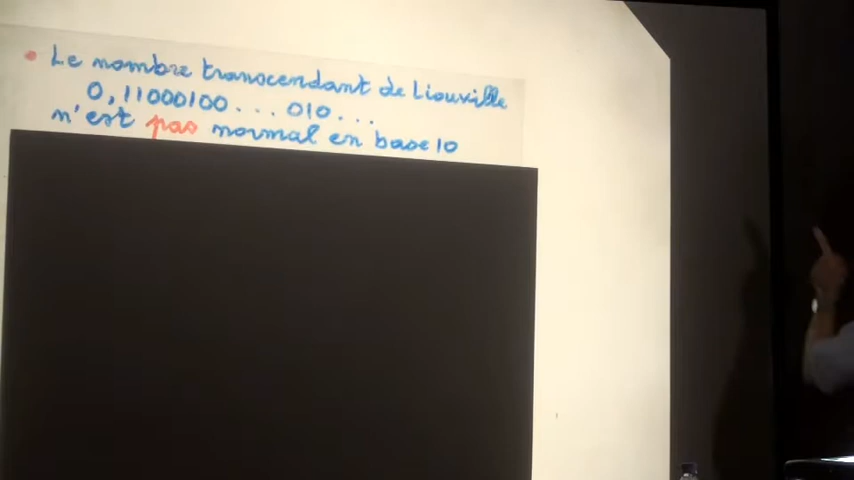 • Le nombre transcendant de Liouville
0,11000100...010...
n'est pas normal en base 10